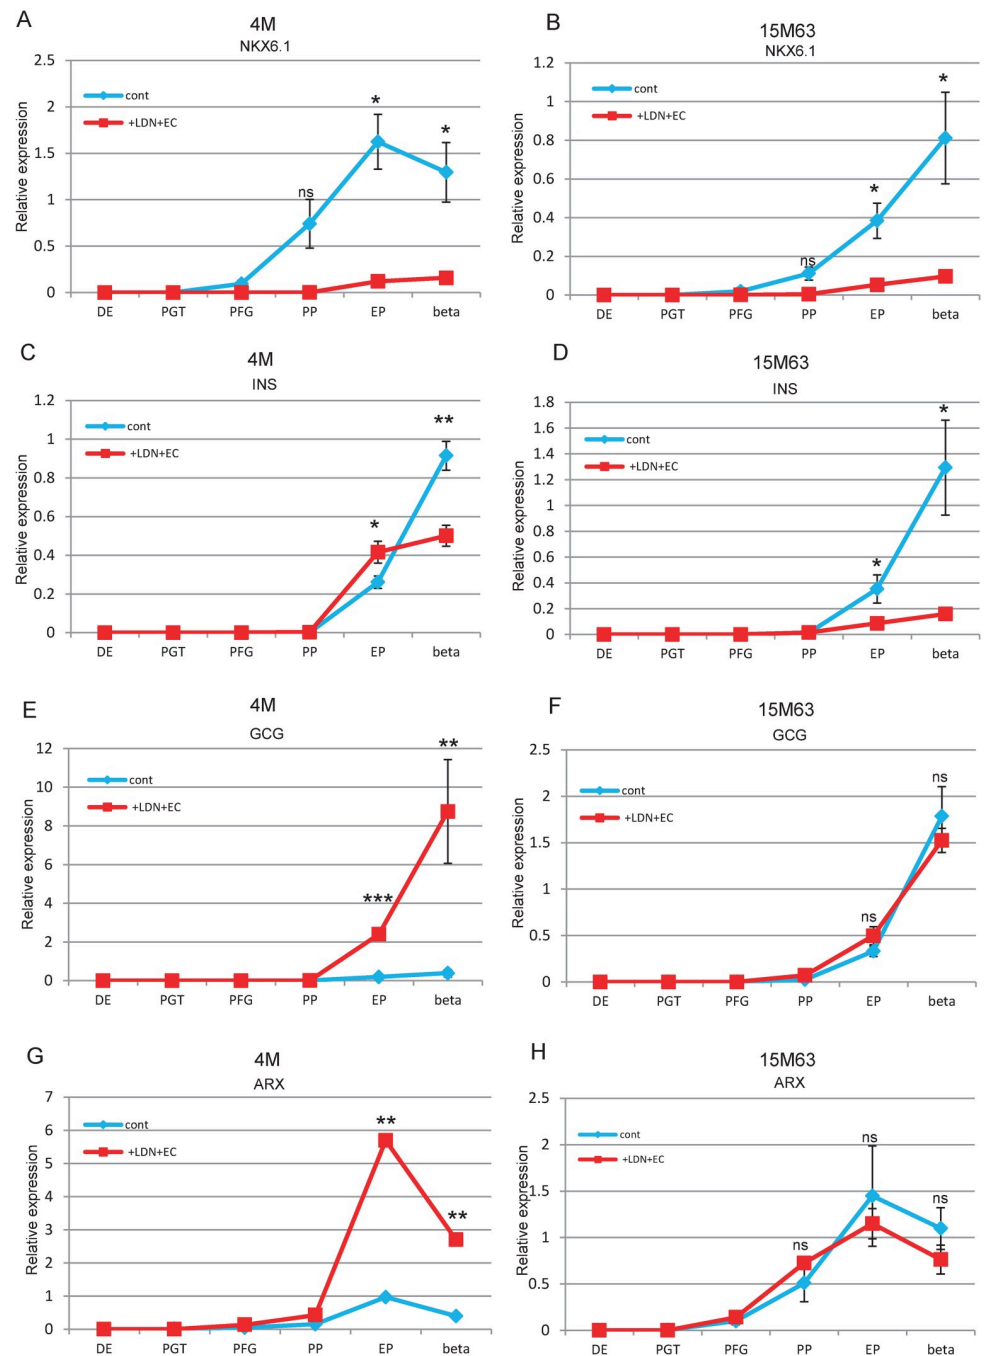 A
4M
NKX6.1
Relative expression
2.5
2
1.5
1
0.5
0
cont
+LDN+EC
ns
*
*
DE PGT PFG PP EP beta
B
15M63
NKX6.1
Relative expression
1.2
1
0.8
0.6
0.4
0.2
0
cont
+LDN+EC
ns
*
*
DE PGT PFG PP EP beta
C
4M
INS
Relative expression
1.2
1
0.8
0.6
0.4
0.2
0
cont
+LDN+EC
*
**
DE PGT PFG PP EP beta
D
15M63
INS
Relative expression
1.8
1.6
1.4
1.2
1
0.8
0.6
0.4
0.2
0
cont
+LDN+EC
*
*
DE PGT PFG PP EP beta
E
4M
GCG
Relative expression
12
10
8
6
4
2
0
cont
+LDN+EC
***
**
DE PGT PFG PP EP beta
F
15M63
GCG
Relative expression
2.5
2
1.5
1
0.5
0
cont
+LDN+EC
ns
ns
DE PGT PFG PP EP beta
G
4M
ARX
Relative expression
7
6
5
4
3
2
1
0
cont
+LDN+EC
**
**
DE PGT PFG PP EP beta
H
15M63
ARX
Relative expression
2.5
2
1.5
1
0.5
0
cont
+LDN+EC
ns
ns
ns
DE PGT PFG PP EP beta